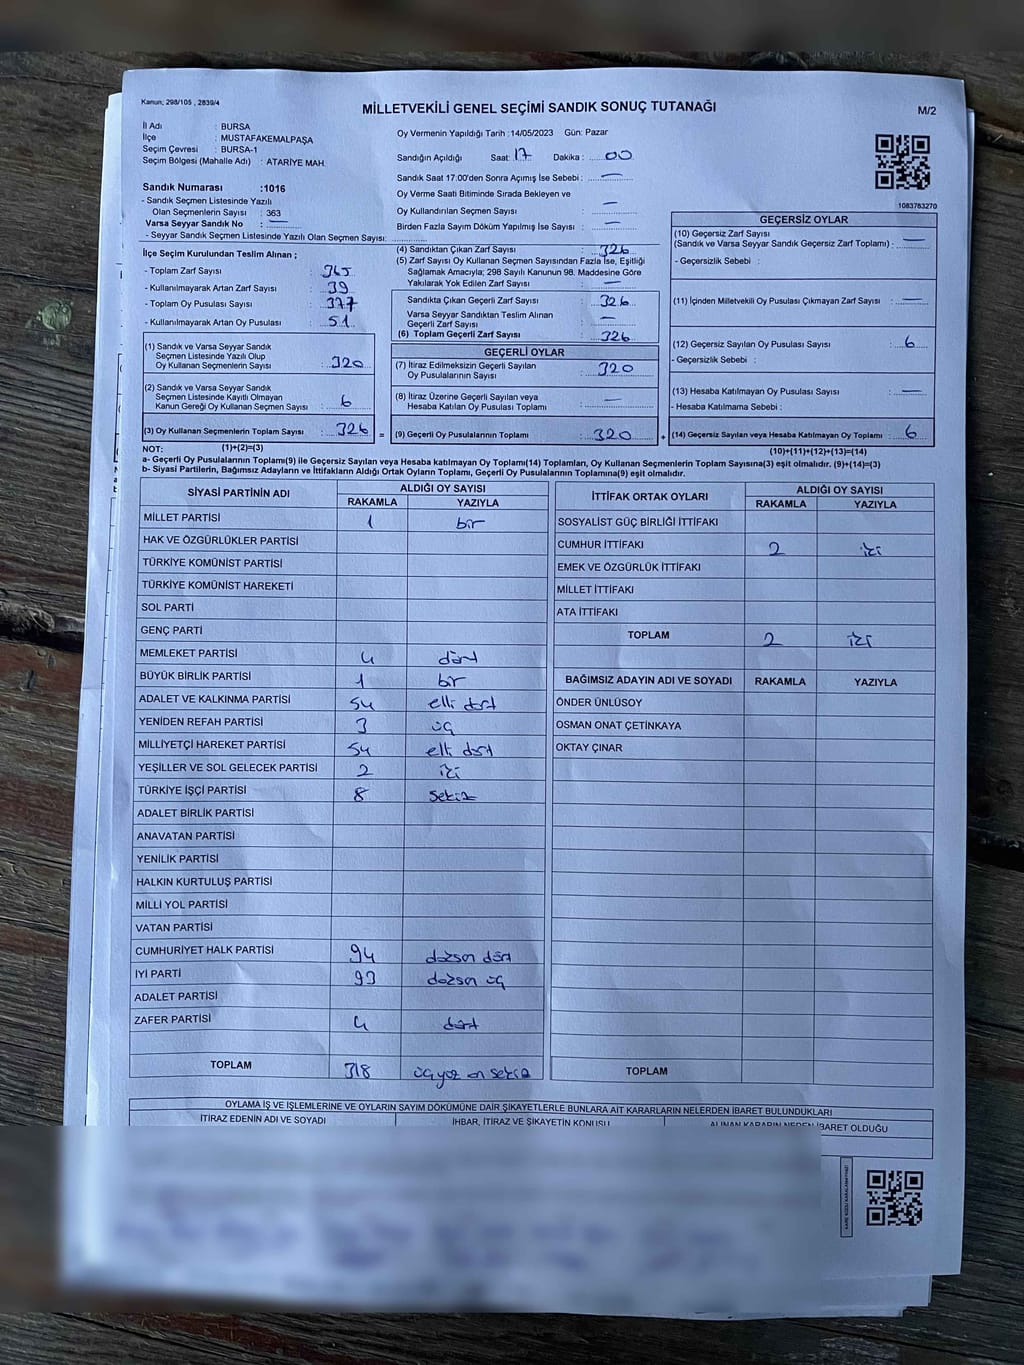 Kanun; 298/105 , 2839/4
MİLLETVEKİLİ GENEL SEÇİMİ SANDIK SONUÇ TUTANAĞI
M/2
İl Adı : BURSA
İlçe : MUSTAFAKEMALPAŞA
Seçim Çevresi : BURSA-1
Seçim Bölgesi (Mahalle Adı) : ATARİYE MAH.
Sandık Numarası :1016
- Sandık Seçmen Listesinde Yazılı
Olan Seçmenlerin Sayısı : 363
Varsa Seyyar Sandık No : —
- Seyyar Sandık Seçmen Listesinde Yazılı Olan Seçmen Sayısı:
Oy Vermenin Yapıldığı Tarih :14/05/2023 Gün: Pazar
Sandığın Açıldığı Saat: 17 Dakika : 00
Sandık Saat 17:00'den Sonra Açımış İse Sebebi : —
Oy Verme Saati Bitiminde Sırada Bekleyen ve
Oy Kullandırılan Seçmen Sayısı : —
Birden Fazla Sayım Döküm Yapılmış İse Sayısı : —
1083783270
İlçe Seçim Kurulundan Teslim Alınan ;
- Toplam Zarf Sayısı : 365
- Kullanılmayarak Artan Zarf Sayısı : 39
- Toplam Oy Pusulası Sayısı : 377
- Kullanılmayarak Artan Oy Pusulası : 51
(1) Sandık ve Varsa Seyyar Sandık
Seçmen Listesinde Yazılı Olup
Oy Kullanan Seçmenlerin Sayısı : 320
(2) Sandık ve Varsa Seyyar Sandık
Seçmen Listesinde Kayıtlı Olmayan
Kanun Gereği Oy Kullanan Seçmen Sayısı : 6
(3) Oy Kullanan Seçmenlerin Toplam Sayısı : 326
(4) Sandıktan Çıkan Zarf Sayısı : 326
(5) Zarf Sayısı Oy Kullanan Seçmen Sayısından Fazla İse, Eşitliği
Sağlamak Amacıyla; 298 Sayılı Kanunun 98. Maddesine Göre
Yakılarak Yok Edilen Zarf Sayısı : —
Sandıkta Çıkan Geçerli Zarf Sayısı : 326
Varsa Seyyar Sandıktan Teslim Alınan
Geçerli Zarf Sayısı : —
(6) Toplam Geçerli Zarf Sayısı : 326
GEÇERLİ OYLAR
(7) İtiraz Edilmeksizin Geçerli Sayılan
Oy Pusulalarının Sayısı : 320
(8) İtiraz Üzerine Geçerli Sayılan veya
Hesaba Katılan Oy Pusulası Toplamı : —
= (9) Geçerli Oy Pusulalarının Toplamı : 320
GEÇERSİZ OYLAR
(10) Geçersiz Zarf Sayısı
(Sandık ve Varsa Seyyar Sandık Geçersiz Zarf Toplamı) : —
- Geçersizlik Sebebi :
(11) İçinden Milletvekili Oy Pusulası Çıkmayan Zarf Sayısı : —
(12) Geçersiz Sayılan Oy Pusulası Sayısı : 6
- Geçersizlik Sebebi :
(13) Hesaba Katılmayan Oy Pusulası Sayısı : —
- Hesaba Katılmama Sebebi :
+ (14) Geçersiz Sayılan veya Hesaba Katılmayan Oy Toplamı : 6
NOT: (1)+(2)=(3) (10)+(11)+(12)+(13)=(14)
a- Geçerli Oy Pusulalarının Toplamı(9) ile Geçersiz Sayılan veya Hesaba katılmayan Oy Toplamı(14) Toplamları, Oy Kullanan Seçmenlerin Toplam Sayısına(3) eşit olmalıdır. (9)+(14)=(3)
b- Siyasi Partilerin, Bağımsız Adayların ve İttifakların Aldığı Ortak Oyların Toplamı, Geçerli Oy Pusulalarının Toplamına(9) eşit olmalıdır.
SİYASİ PARTİNİN ADI ALDIĞI OY SAYISI
RAKAMLA YAZIYLA
MİLLET PARTİSİ 1 bir
HAK VE ÖZGÜRLÜKLER PARTİSİ
TÜRKİYE KOMÜNİST PARTİSİ
TÜRKİYE KOMÜNİST HAREKETİ
SOL PARTİ
GENÇ PARTİ
MEMLEKET PARTİSİ 4 dört
BÜYÜK BİRLİK PARTİSİ 1 bir
ADALET VE KALKINMA PARTİSİ 54 elli dört
YENİDEN REFAH PARTİSİ 3 üç
MİLLİYETÇİ HAREKET PARTİSİ 54 elli dört
YEŞİLLER VE SOL GELECEK PARTİSİ 2 iki
TÜRKİYE İŞÇİ PARTİSİ 8 sekiz
ADALET BİRLİK PARTİSİ
ANAVATAN PARTİSİ
YENİLİK PARTİSİ
HALKIN KURTULUŞ PARTİSİ
MİLLİ YOL PARTİSİ
VATAN PARTİSİ
CUMHURİYET HALK PARTİSİ 94 doksan dört
İYİ PARTİ 93 doksan üç
ADALET PARTİSİ
ZAFER PARTİSİ 4 dört
TOPLAM 318 üçyüz on sekiz
İTTİFAK ORTAK OYLARI ALDIĞI OY SAYISI
RAKAMLA YAZIYLA
SOSYALİST GÜÇ BİRLİĞİ İTTİFAKI
CUMHUR İTTİFAKI 2 iki
EMEK VE ÖZGÜRLÜK İTTİFAKI
MİLLET İTTİFAKI
ATA İTTİFAKI
TOPLAM 2 iki
BAĞIMSIZ ADAYIN ADI VE SOYADI RAKAMLA YAZIYLA
ÖNDER ÜNLÜSOY
OSMAN ONAT ÇETİNKAYA
OKTAY ÇINAR
TOPLAM
OYLAMA İŞ VE İŞLEMLERİNE VE OYLARIN SAYIM DÖKÜMÜNE DAİR ŞİKAYETLERLE BUNLARA AİT KARARLARIN NELERDEN İBARET BULUNDUKLARI
İTİRAZ EDENİN ADI VE SOYADI İHBAR, İTİRAZ VE ŞİKAYETİN KONUSU ALINAN KARARIN NEDEN İBARET OLDUĞU